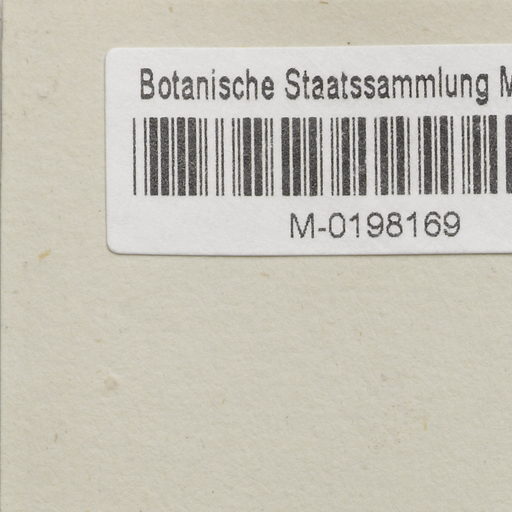 Botanische Staatssammlung M
M-0198169